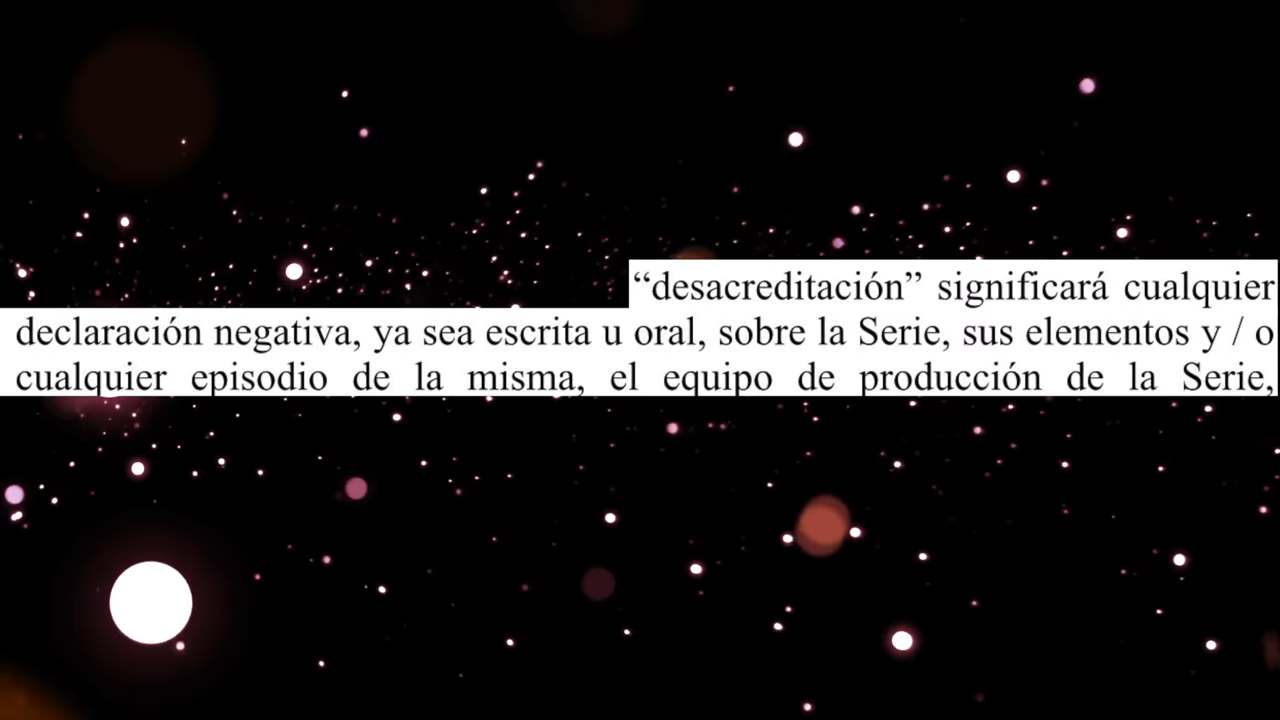 “desacreditación” significará cualquier
declaración negativa, ya sea escrita u oral, sobre la Serie, sus elementos y / o
cualquier episodio de la misma, el equipo de producción de la Serie,